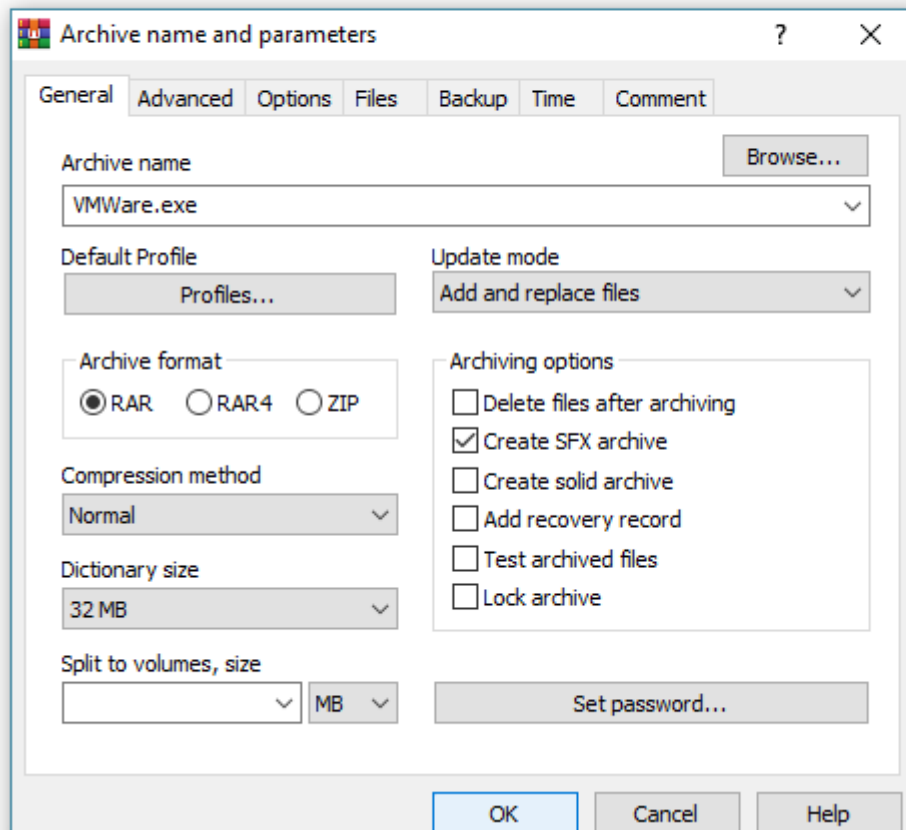 Archive name and parameters
?
General Advanced Options Files Backup Time Comment
Archive name
Browse...
VMWare.exe
Default Profile
Update mode
Profiles...
Add and replace files
Archive format
Archiving options
RAR RAR4 ZIP
Delete files after archiving
Create SFX archive
Compression method
Create solid archive
Normal
Add recovery record
Test archived files
Dictionary size
32 MB
Lock archive
Split to volumes, size
MB
Set password...
OK Cancel Help